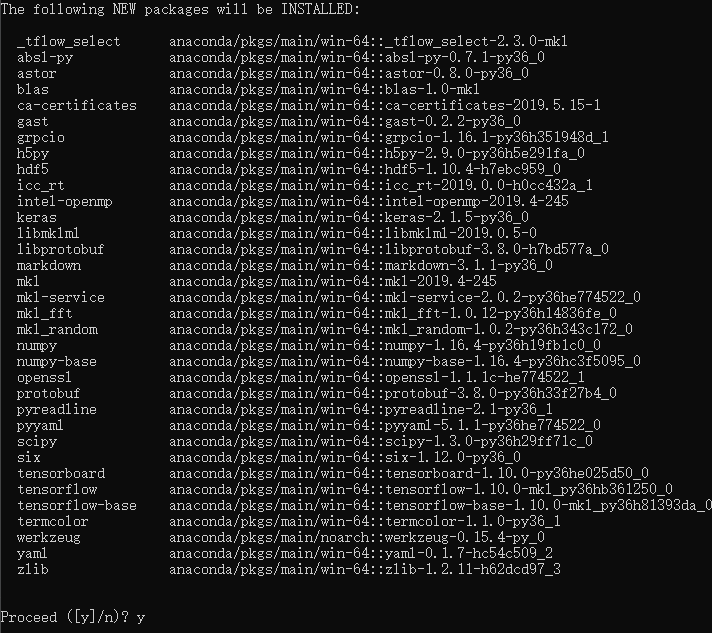 The following NEW packages will be INSTALLED:
_tflow_select anaconda/pkgs/main/win-64::_tflow_select-2.3.0-mkl
absl-py anaconda/pkgs/main/win-64::absl-py-0.7.1-py36_0
astor anaconda/pkgs/main/win-64::astor-0.8.0-py36_0
blas anaconda/pkgs/main/win-64::blas-1.0-mkl
ca-certificates anaconda/pkgs/main/win-64::ca-certificates-2019.5.15-1
gast anaconda/pkgs/main/win-64::gast-0.2.2-py36_0
grpcio anaconda/pkgs/main/win-64::grpcio-1.16.1-py36h351948d_1
h5py anaconda/pkgs/main/win-64::h5py-2.9.0-py36h5e291fa_0
hdf5 anaconda/pkgs/main/win-64::hdf5-1.10.4-h7ebc959_0
icc_rt anaconda/pkgs/main/win-64::icc_rt-2019.0.0-h0cc432a_1
intel-openmp anaconda/pkgs/main/win-64::intel-openmp-2019.4-245
keras anaconda/pkgs/main/win-64::keras-2.1.5-py36_0
libmklml anaconda/pkgs/main/win-64::libmklml-2019.0.5-0
libprotobuf anaconda/pkgs/main/win-64::libprotobuf-3.8.0-h7bd577a_0
markdown anaconda/pkgs/main/win-64::markdown-3.1.1-py36_0
mkl anaconda/pkgs/main/win-64::mkl-2019.4-245
mkl-service anaconda/pkgs/main/win-64::mkl-service-2.0.2-py36he774522_0
mkl_fft anaconda/pkgs/main/win-64::mkl_fft-1.0.12-py36h14836fe_0
mkl_random anaconda/pkgs/main/win-64::mkl_random-1.0.2-py36h343c172_0
numpy anaconda/pkgs/main/win-64::numpy-1.16.4-py36h19fb1c0_0
numpy-base anaconda/pkgs/main/win-64::numpy-base-1.16.4-py36hc3f5095_0
openssl anaconda/pkgs/main/win-64::openssl-1.1.1c-he774522_1
protobuf anaconda/pkgs/main/win-64::protobuf-3.8.0-py36h33f27b4_0
pyreadline anaconda/pkgs/main/win-64::pyreadline-2.1-py36_1
pyyaml anaconda/pkgs/main/win-64::pyyaml-5.1.1-py36he774522_0
scipy anaconda/pkgs/main/win-64::scipy-1.3.0-py36h29ff71c_0
six anaconda/pkgs/main/win-64::six-1.12.0-py36_0
tensorboard anaconda/pkgs/main/win-64::tensorboard-1.10.0-py36he025d50_0
tensorflow anaconda/pkgs/main/win-64::tensorflow-1.10.0-mkl_py36hb361250_0
tensorflow-base anaconda/pkgs/main/win-64::tensorflow-base-1.10.0-mkl_py36h81393da_0
termcolor anaconda/pkgs/main/win-64::termcolor-1.1.0-py36_1
werkzeug anaconda/pkgs/main/noarch::werkzeug-0.15.4-py_0
yaml anaconda/pkgs/main/win-64::yaml-0.1.7-hc54c509_2
zlib anaconda/pkgs/main/win-64::zlib-1.2.11-h62dcd97_3
Proceed ([y]/n)? y